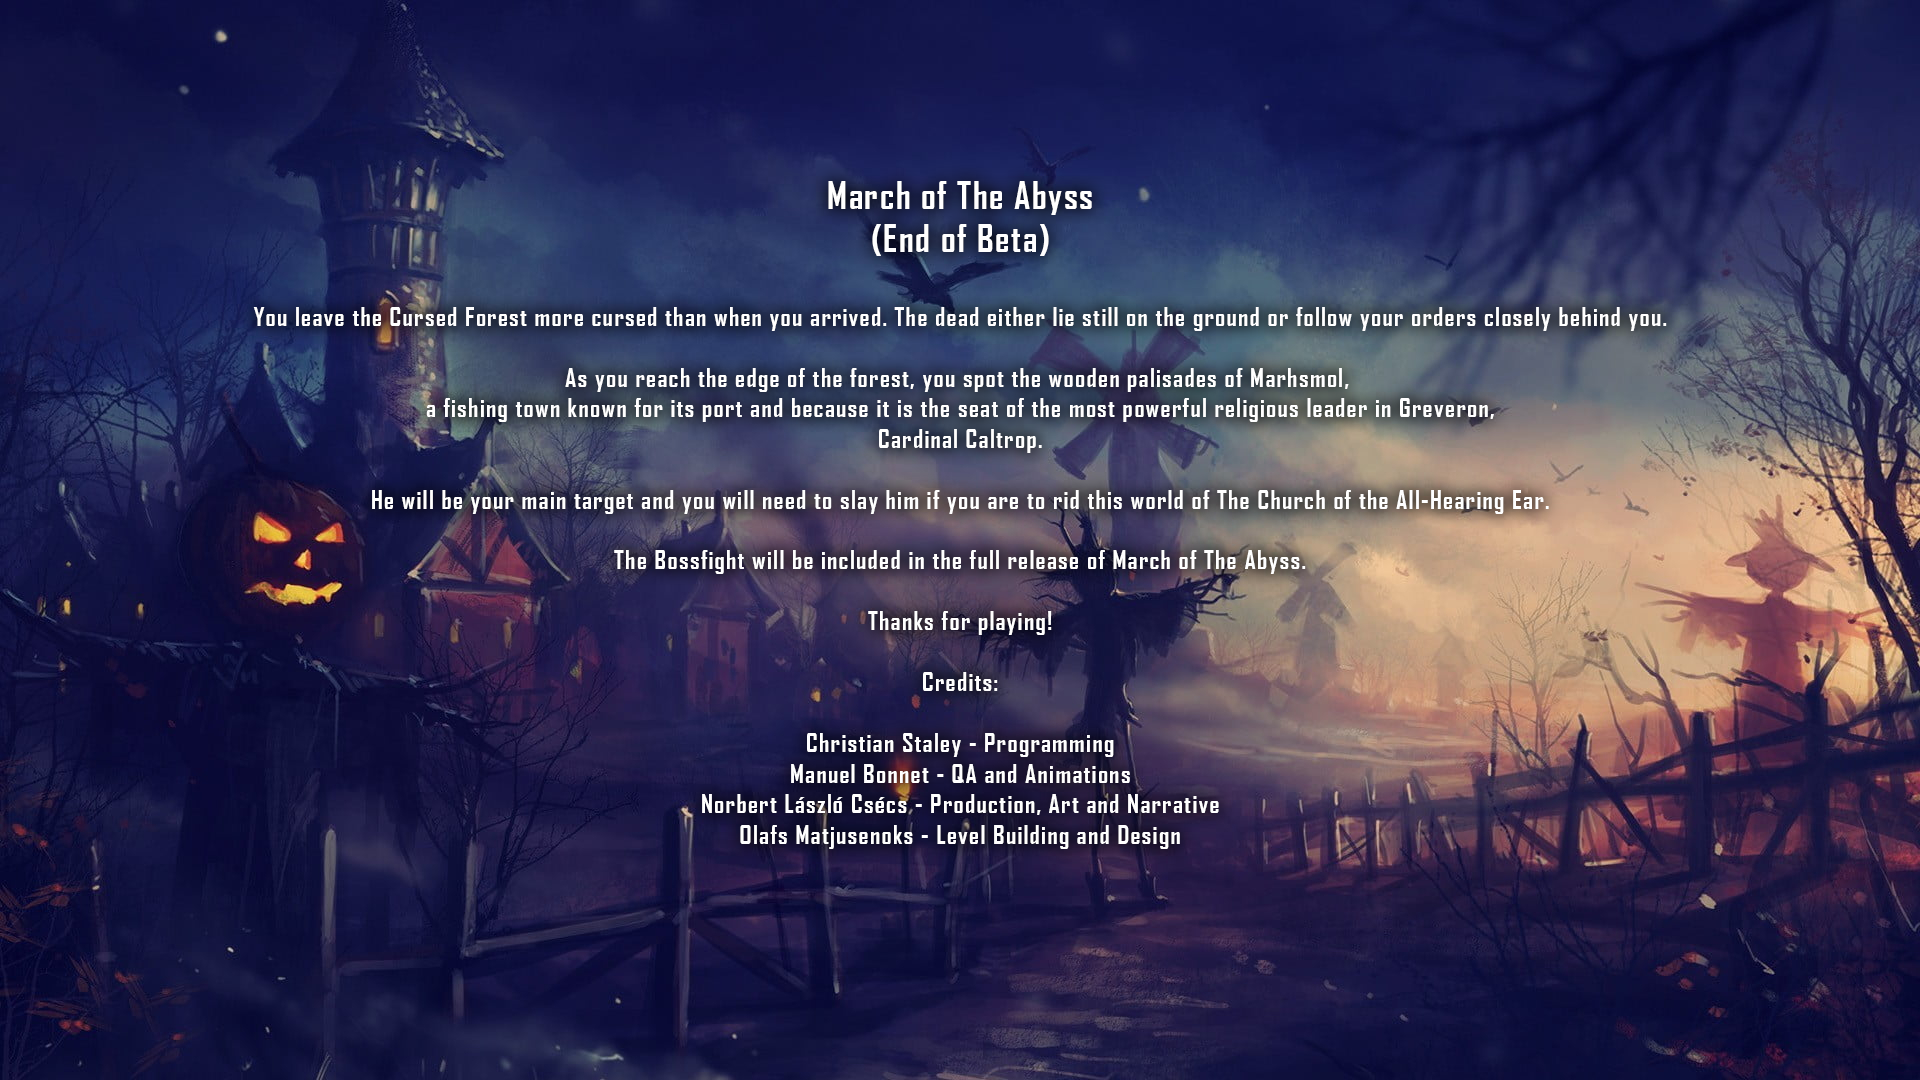 March of The Abyss
(End of Beta)
You leave the Cursed Forest more cursed than when you arrived. The dead either lie still on the ground or follow your orders closely behind you.
As you reach the edge of the forest, you spot the wooden palisades of Marhsmol,
a fishing town known for its port and because it is the seat of the most powerful religious leader in Greveron,
Cardinal Caltrop.
He will be your main target and you will need to slay him if you are to rid this world of The Church of the All-Hearing Ear.
The Bossfight will be included in the full release of March of The Abyss.
Thanks for playing!
Credits:
Christian Staley - Programming
Manuel Bonnet - QA and Animations
Norbert László Csécs - Production, Art and Narrative
Olafs Matjusenoks - Level Building and Design